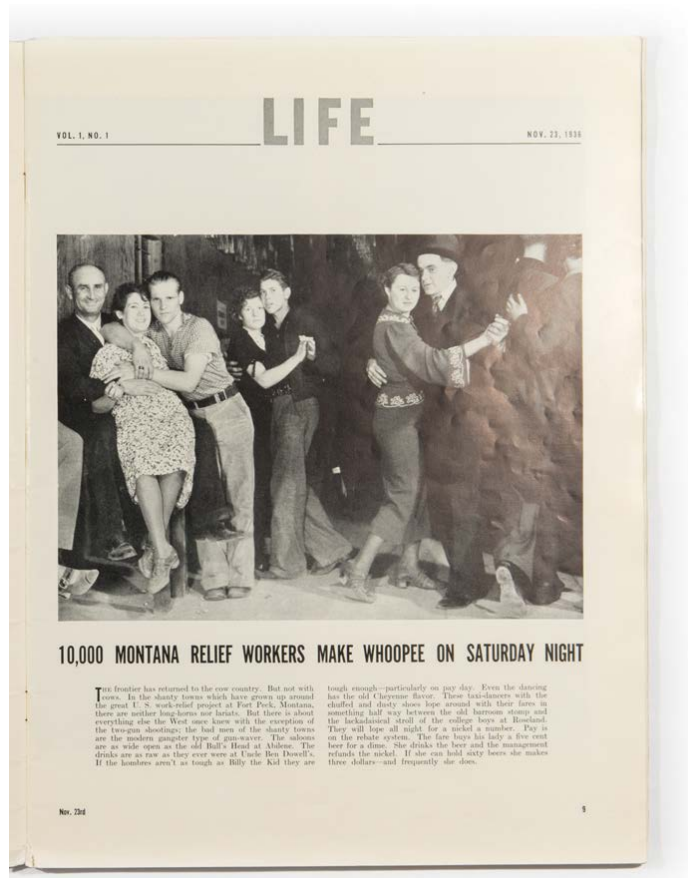 LIFE
VOL. 1, NO. 1
NOV. 23, 1936
10,000 MONTANA RELIEF WORKERS MAKE WHOOPEE ON SATURDAY NIGHT
THE frontier has returned to the cow country. But not with
cows. In the shanty towns which have grown up around
the great U. S. work-relief project at Fort Peck, Montana,
there are neither long-horns nor lariats. But there is about
everything else the West once knew with the exception of
the two-gun shootings; the bad men of the shanty towns
are the modern gangster type of gun-waver. The saloons
are as wide open as the old Bull's Head at Abilene. The
drinks are as raw as they ever were at Uncle Ben Dowell's.
If the hombres aren't as tough as Billy the Kid they are
tough enough—particularly on pay day. Even the dancing
has the old Cheyenne flavor. These taxi-dancers with the
chuffed and dusty shoes lope around with their fares in
something half way between the old barroom stomp and
the lackadaisical stroll of the college boys at Roseland.
They will lope all night for a nickel a number. Pay is
on the rebate system. The fare buys his lady a five cent
beer for a dime. She drinks the beer and the management
refunds the nickel. If she can hold sixty beers she makes
three dollars—and frequently she does.
Nov. 23rd
9